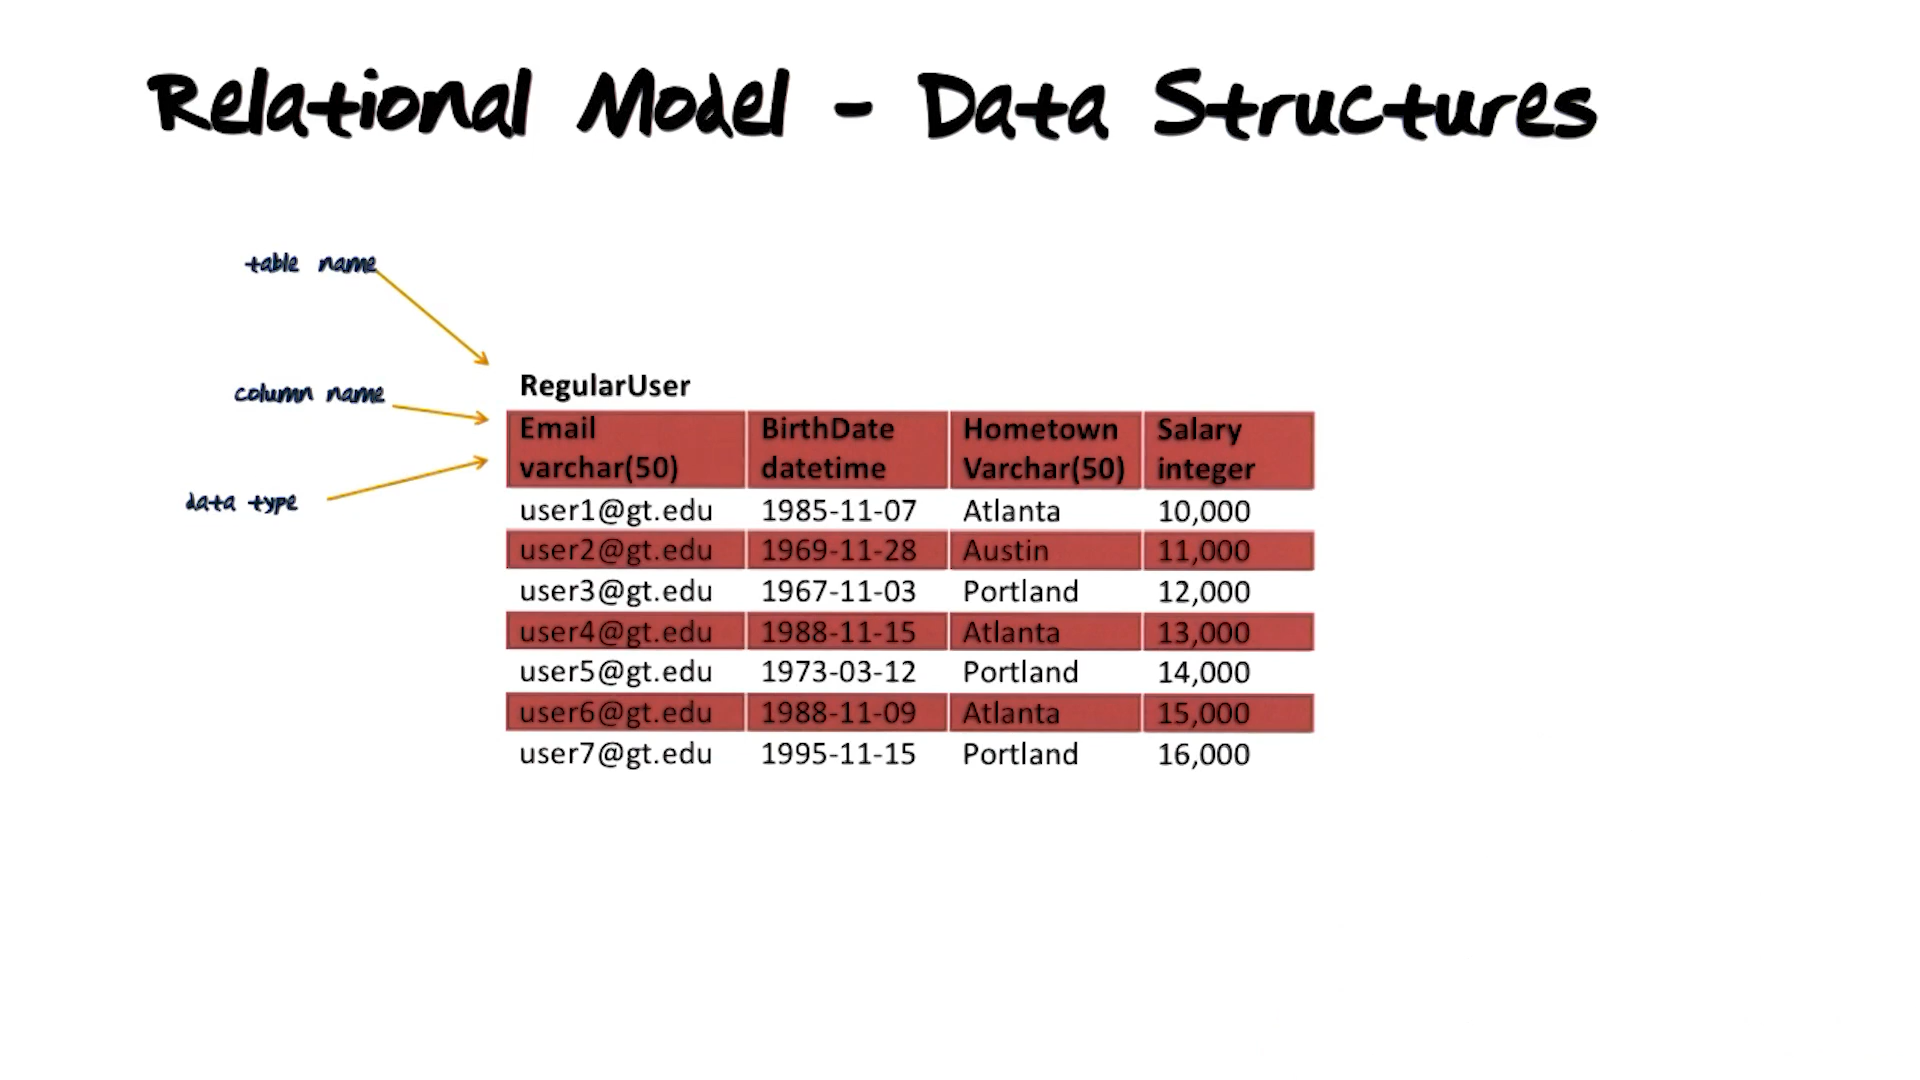 Relational Model - Data Structures
table name
RegularUser
column name
Email BirthDate Hometown Salary
varchar(50) datetime Varchar(50) integer
data type
user1@gt.edu 1985-11-07 Atlanta 10,000
user2@gt.edu 1969-11-28 Austin 11,000
user3@gt.edu 1967-11-03 Portland 12,000
user4@gt.edu 1988-11-15 Atlanta 13,000
user5@gt.edu 1973-03-12 Portland 14,000
user6@gt.edu 1988-11-09 Atlanta 15,000
user7@gt.edu 1995-11-15 Portland 16,000